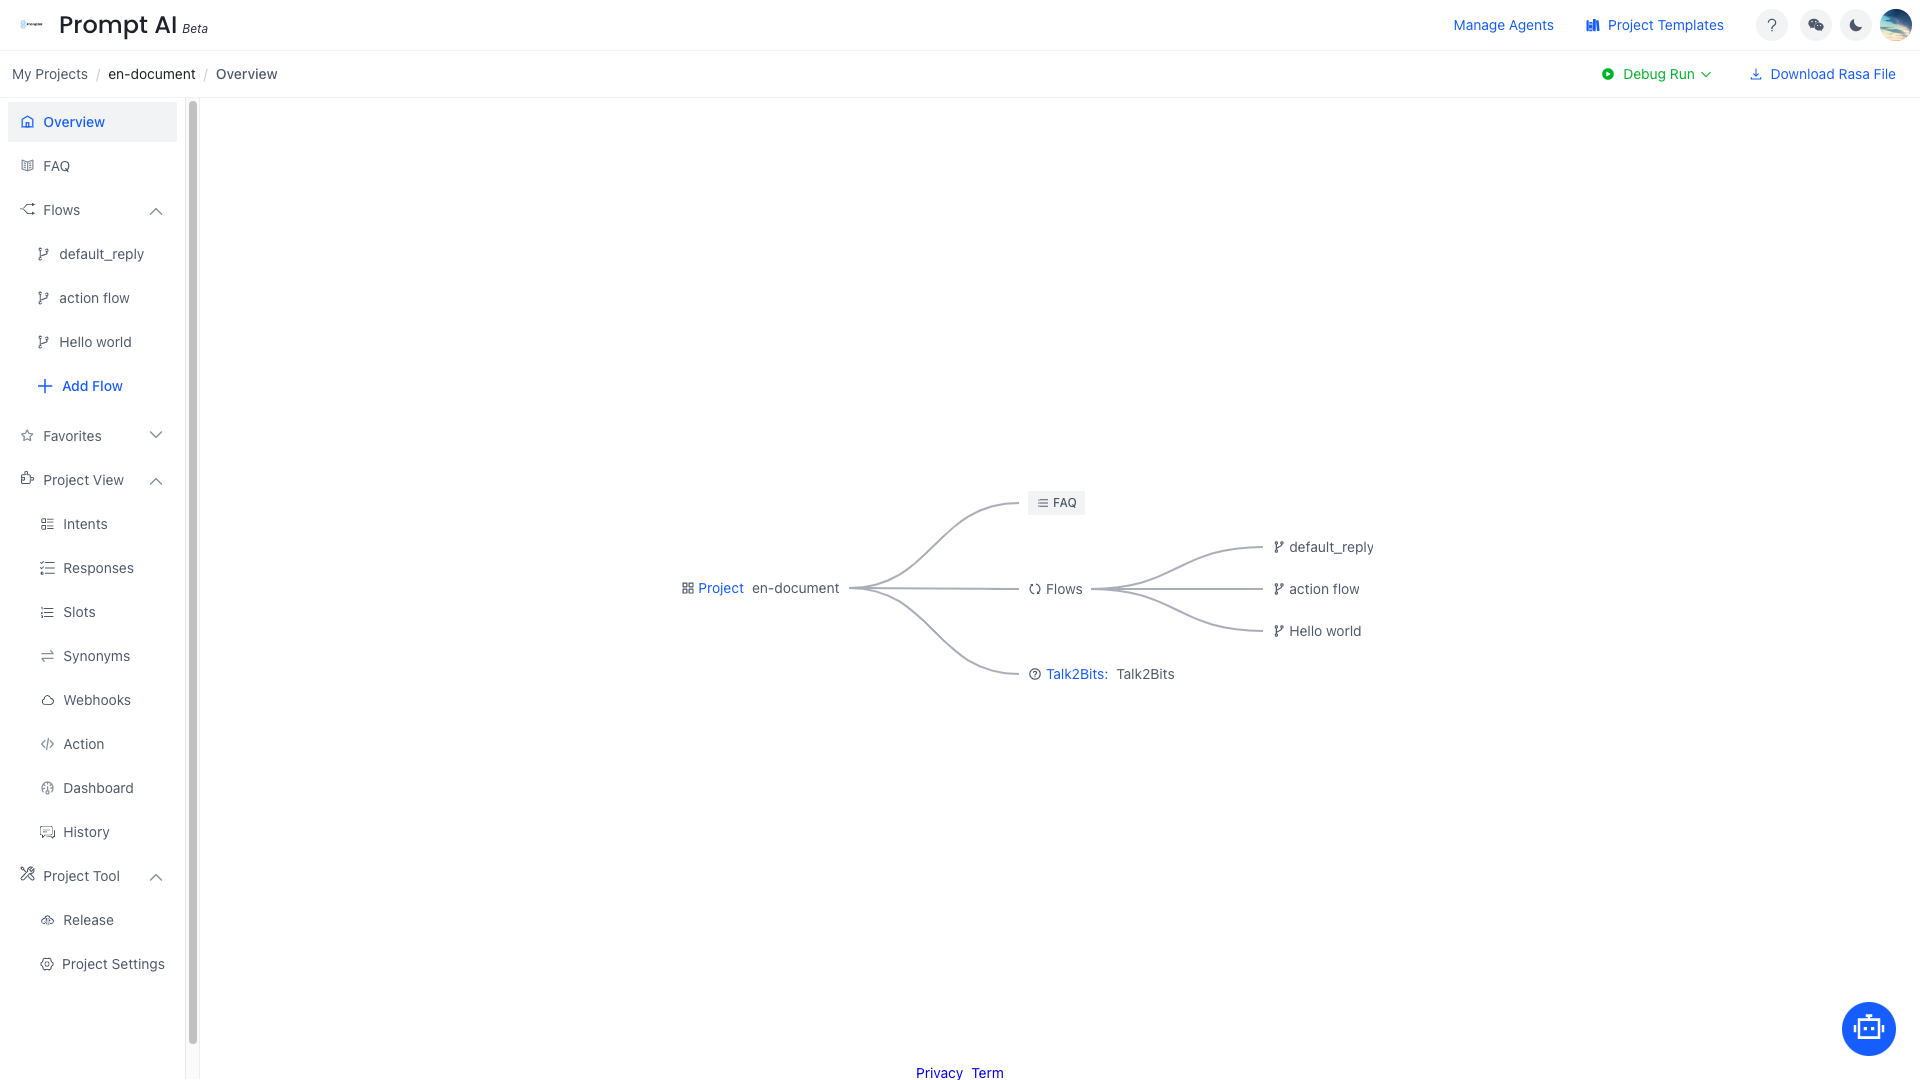 Prompt AI Beta
Manage Agents
Project Templates
?
My Projects / en-document / Overview
Debug Run
Download Rasa File
Overview
FAQ
Flows
default_reply
action flow
Hello world
Add Flow
Favorites
Project View
Intents
Responses
Slots
Synonyms
Webhooks
Action
Dashboard
History
Project Tool
Release
Project Settings
Project en-document
FAQ
Flows
Talk2Bits: Talk2Bits
default_reply
action flow
Hello world
Privacy Term